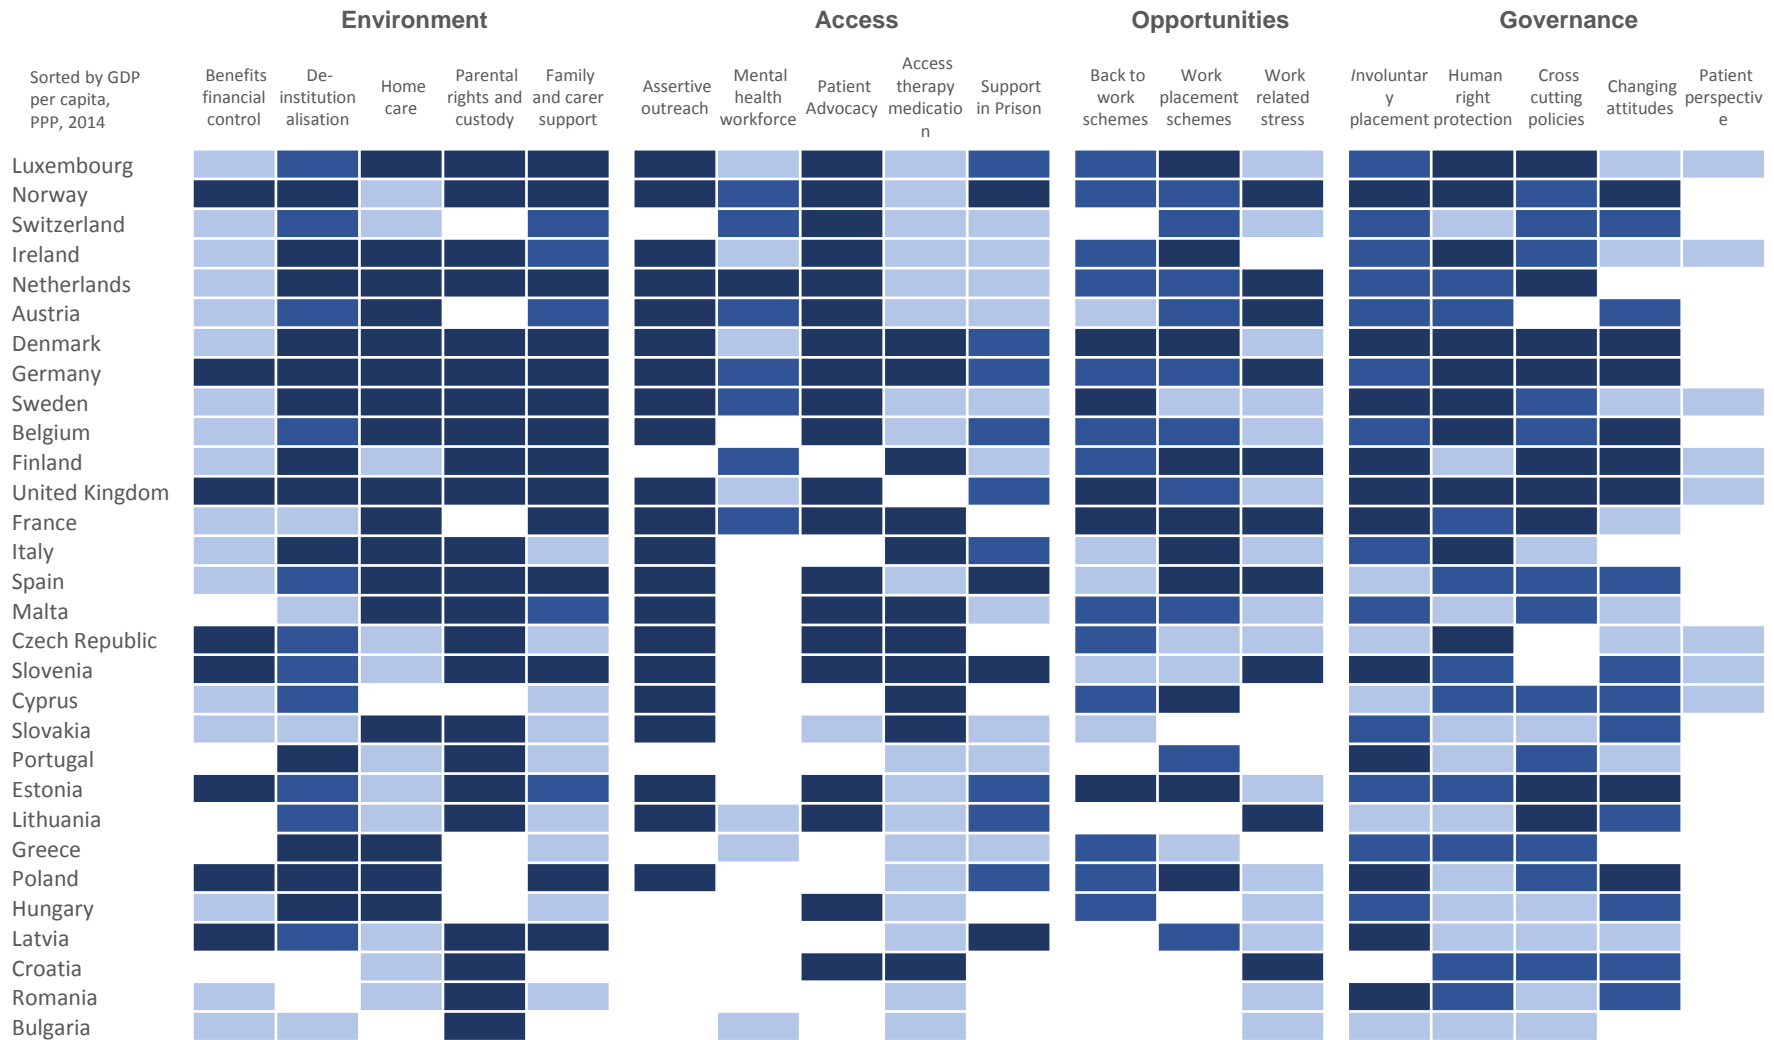 Environment Access Opportunities Governance
Sorted by GDP
per capita,
PPP, 2014
Benefits
financial
control
De-
institution
alisation
Home
care
Parental
rights and
custody
Family
and carer
support
Assertive
outreach
Mental
health
workforce
Patient
Advocacy
Access
therapy
medicatio
n
Support
in Prison
Back to
work
schemes
Work
placement
schemes
Work
related
stress
Involuntar
y
placement
Human
right
protection
Cross
cutting
policies
Changing
attitudes
Patient
perspectiv
e
Luxembourg
Norway
Switzerland
Ireland
Netherlands
Austria
Denmark
Germany
Sweden
Belgium
Finland
United Kingdom
France
Italy
Spain
Malta
Czech Republic
Slovenia
Cyprus
Slovakia
Portugal
Estonia
Lithuania
Greece
Poland
Hungary
Latvia
Croatia
Romania
Bulgaria